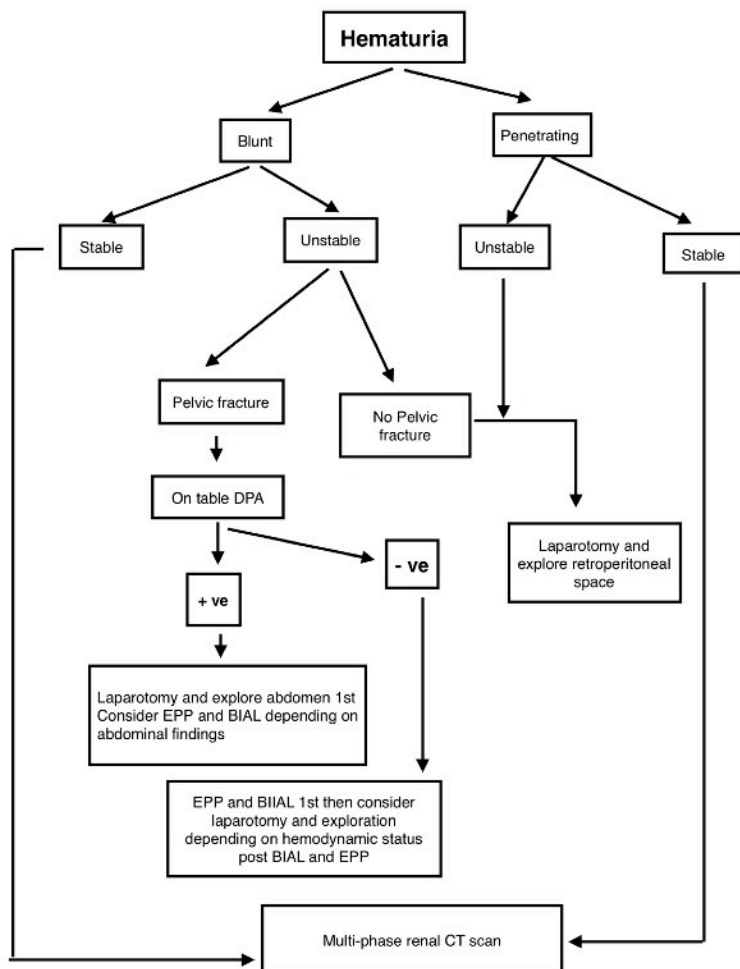 Hematuria
Blunt
Penetrating
Stable
Unstable
Unstable
Stable
Pelvic fracture
No Pelvic
fracture
On table DPA
- ve
+ ve
Laparotomy and
explore retroperitoneal
space
Laparotomy and explore abdomen 1st
Consider EPP and BIAL depending on
abdominal findings
EPP and BIIAL 1st then consider
laparotomy and exploration
depending on hemodynamic status
post BIAL and EPP
Multi-phase renal CT scan